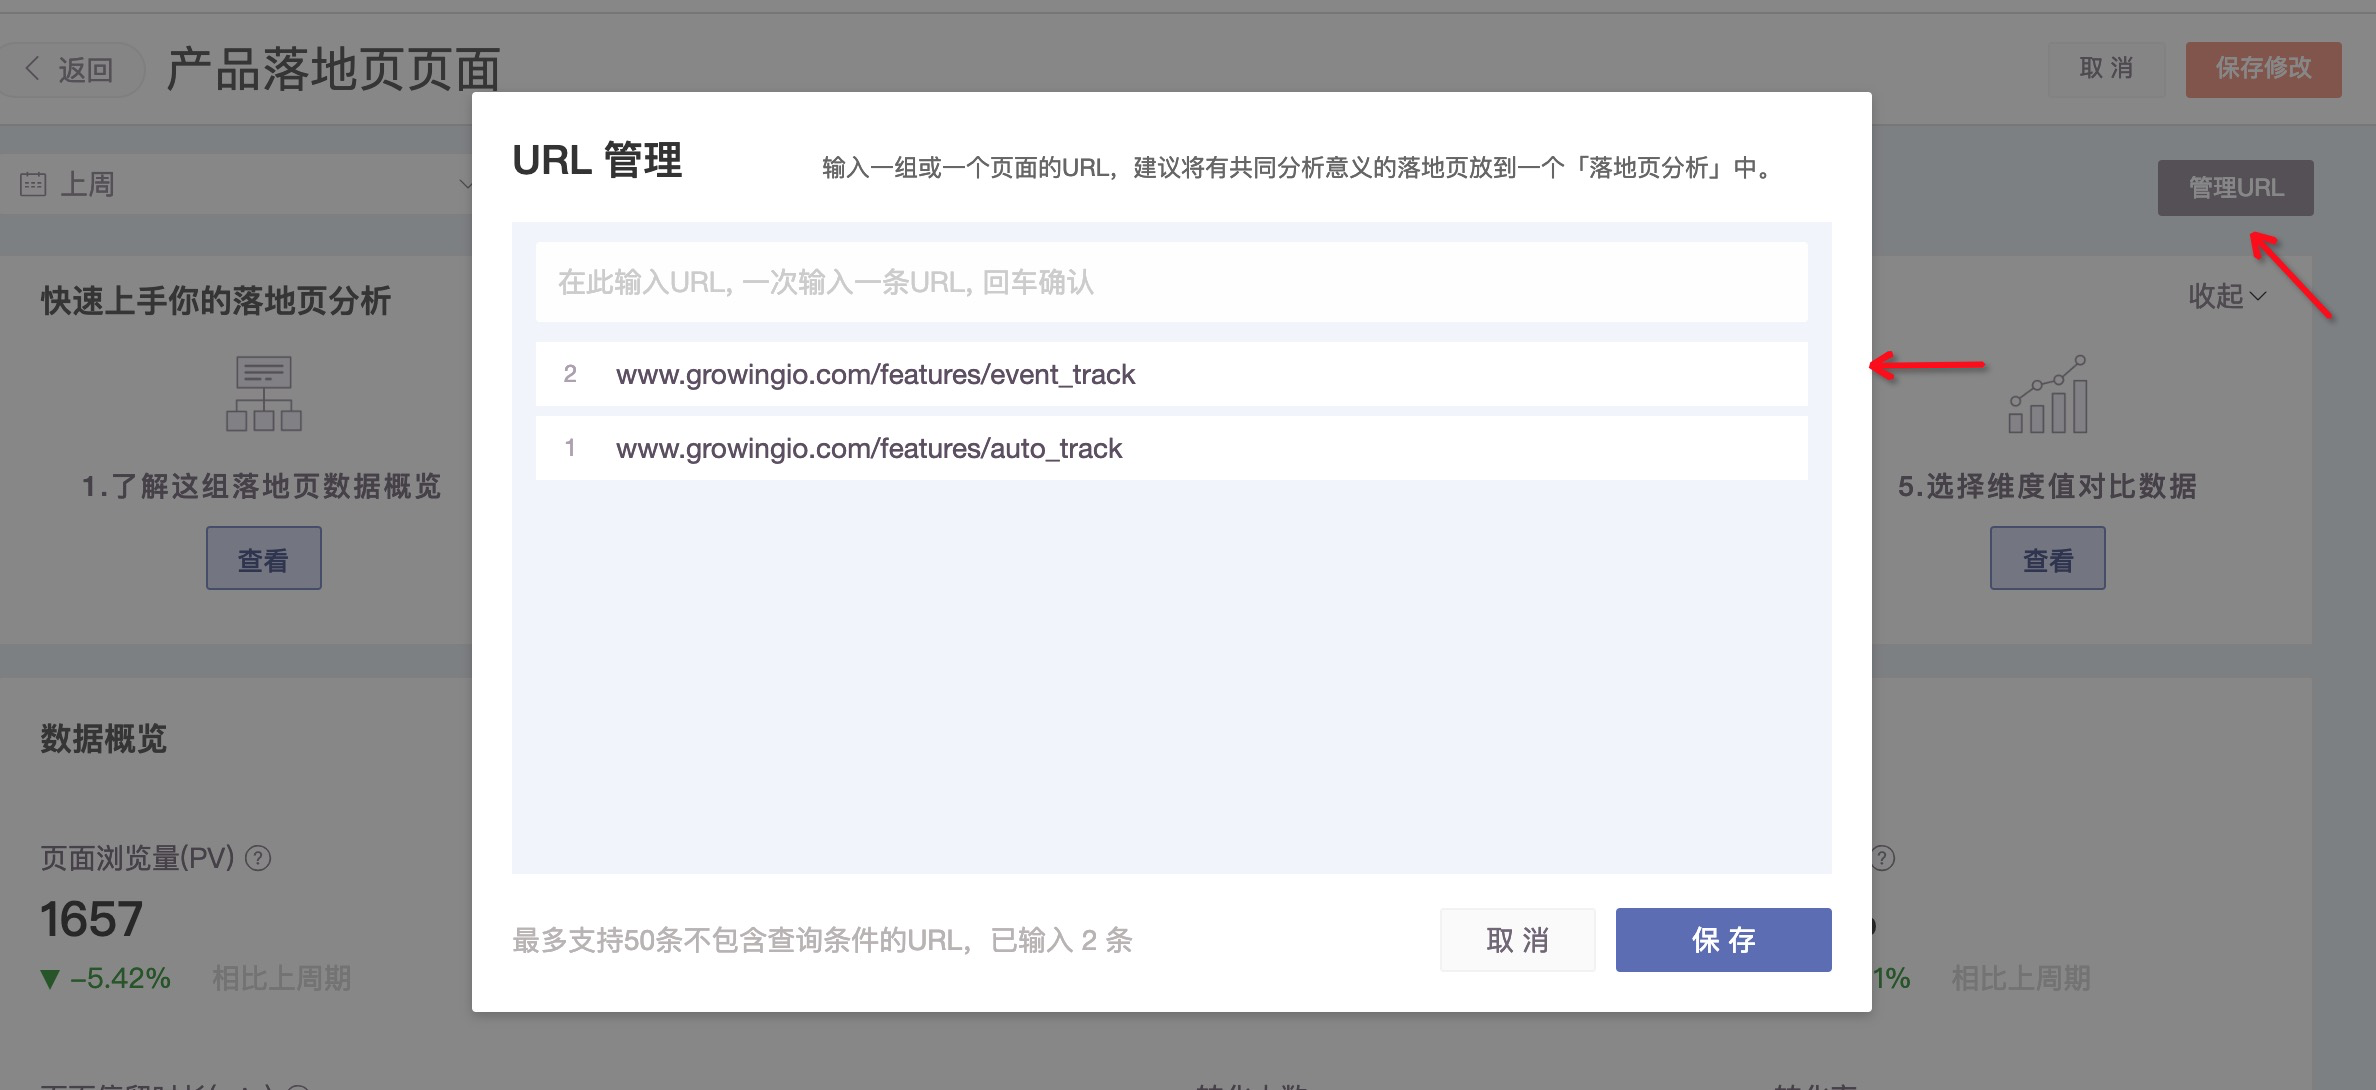 返回
产品落地页页面
取 消
保存修改
上周
管理URL
快速上手你的落地页分析
收起
1.了解这组落地页数据概览
查看
5.选择维度值对比数据
查看
数据概览
页面浏览量(PV) ?
1657
▼ -5.42% 相比上周期
?
1% 相比上周期
URL 管理
输入一组或一个页面的URL，建议将有共同分析意义的落地页放到一个「落地页分析」中。
在此输入URL, 一次输入一条URL, 回车确认
2 www.growingio.com/features/event_track
1 www.growingio.com/features/auto_track
最多支持50条不包含查询条件的URL，已输入 2 条
取 消
保 存